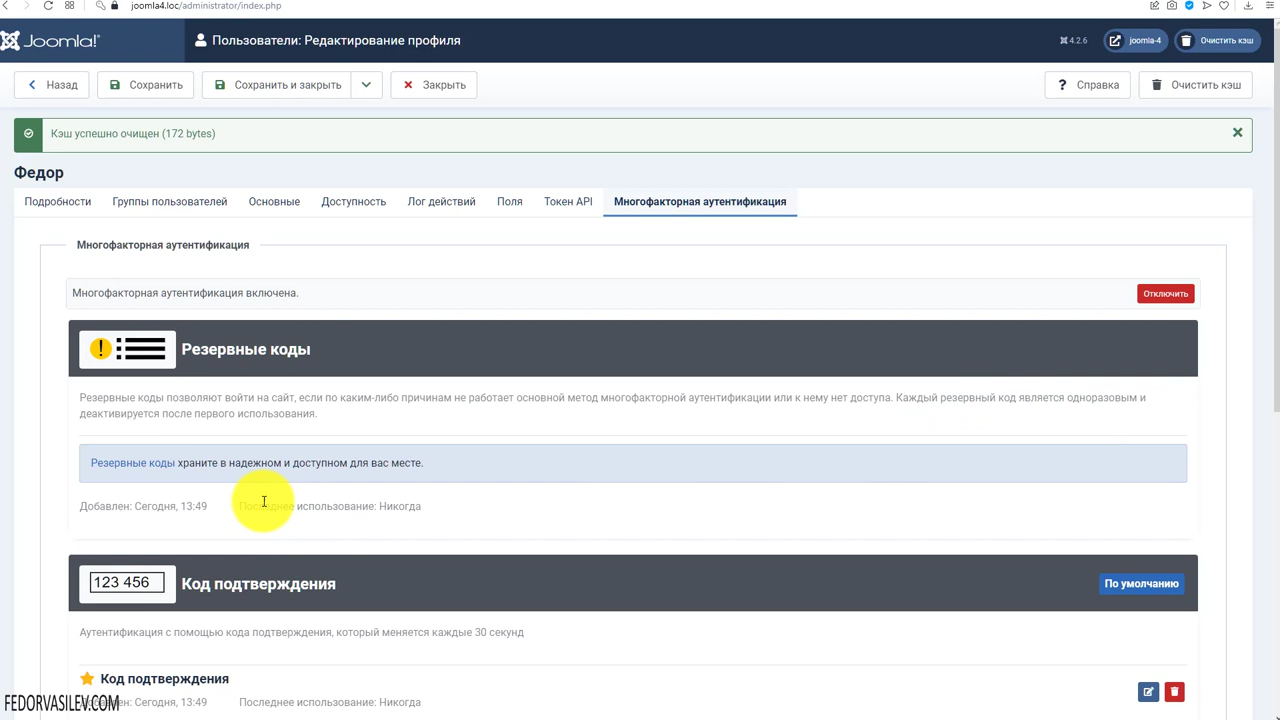 joomla4.loc/administrator/index.php
Joomla!®
Пользователи: Редактирование профиля
4.2.6
joomla-4
Очистить кэш
Назад
Сохранить
Сохранить и закрыть
Закрыть
Справка
Очистить кэш
Кэш успешно очищен (172 bytes)
Федор
Подробности
Группы пользователей
Основные
Доступность
Лог действий
Поля
Токен API
Многофакторная аутентификация
Многофакторная аутентификация
Многофакторная аутентификация включена.
Отключить
Резервные коды
Резервные коды позволяют войти на сайт, если по каким-либо причинам не работает основной метод многофакторной аутентификации или к нему нет доступа. Каждый резервный код является одноразовым и
деактивируется после первого использования.
Резервные коды храните в надежном и доступном для вас месте.
Добавлен: Сегодня, 13:49
Последнее использование: Никогда
123 456
Код подтверждения
По умолчанию
Аутентификация с помощью кода подтверждения, который меняется каждые 30 секунд
Код подтверждения
Добавлен: Сегодня, 13:49
Последнее использование: Никогда
FEDORVASILEV.COM